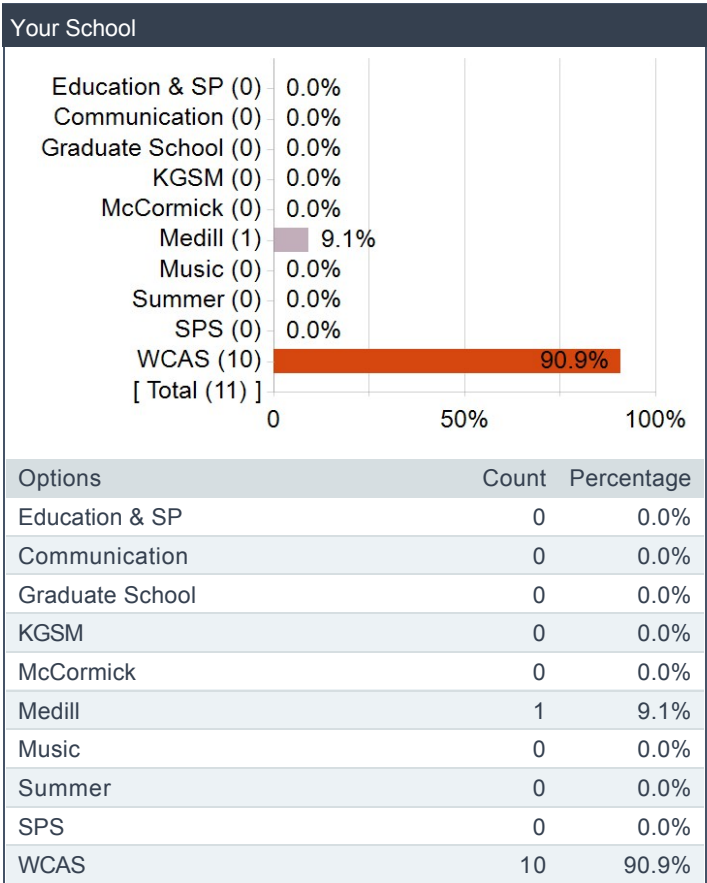 Your School
Education & SP (0) 0.0%
Communication (0) 0.0%
Graduate School (0) 0.0%
KGSM (0) 0.0%
McCormick (0) 0.0%
Medill (1) 9.1%
Music (0) 0.0%
Summer (0) 0.0%
SPS (0) 0.0%
WCAS (10) 90.9%
[ Total (11) ]
0 50% 100%
Options Count Percentage
Education & SP 0 0.0%
Communication 0 0.0%
Graduate School 0 0.0%
KGSM 0 0.0%
McCormick 0 0.0%
Medill 1 9.1%
Music 0 0.0%
Summer 0 0.0%
SPS 0 0.0%
WCAS 10 90.9%